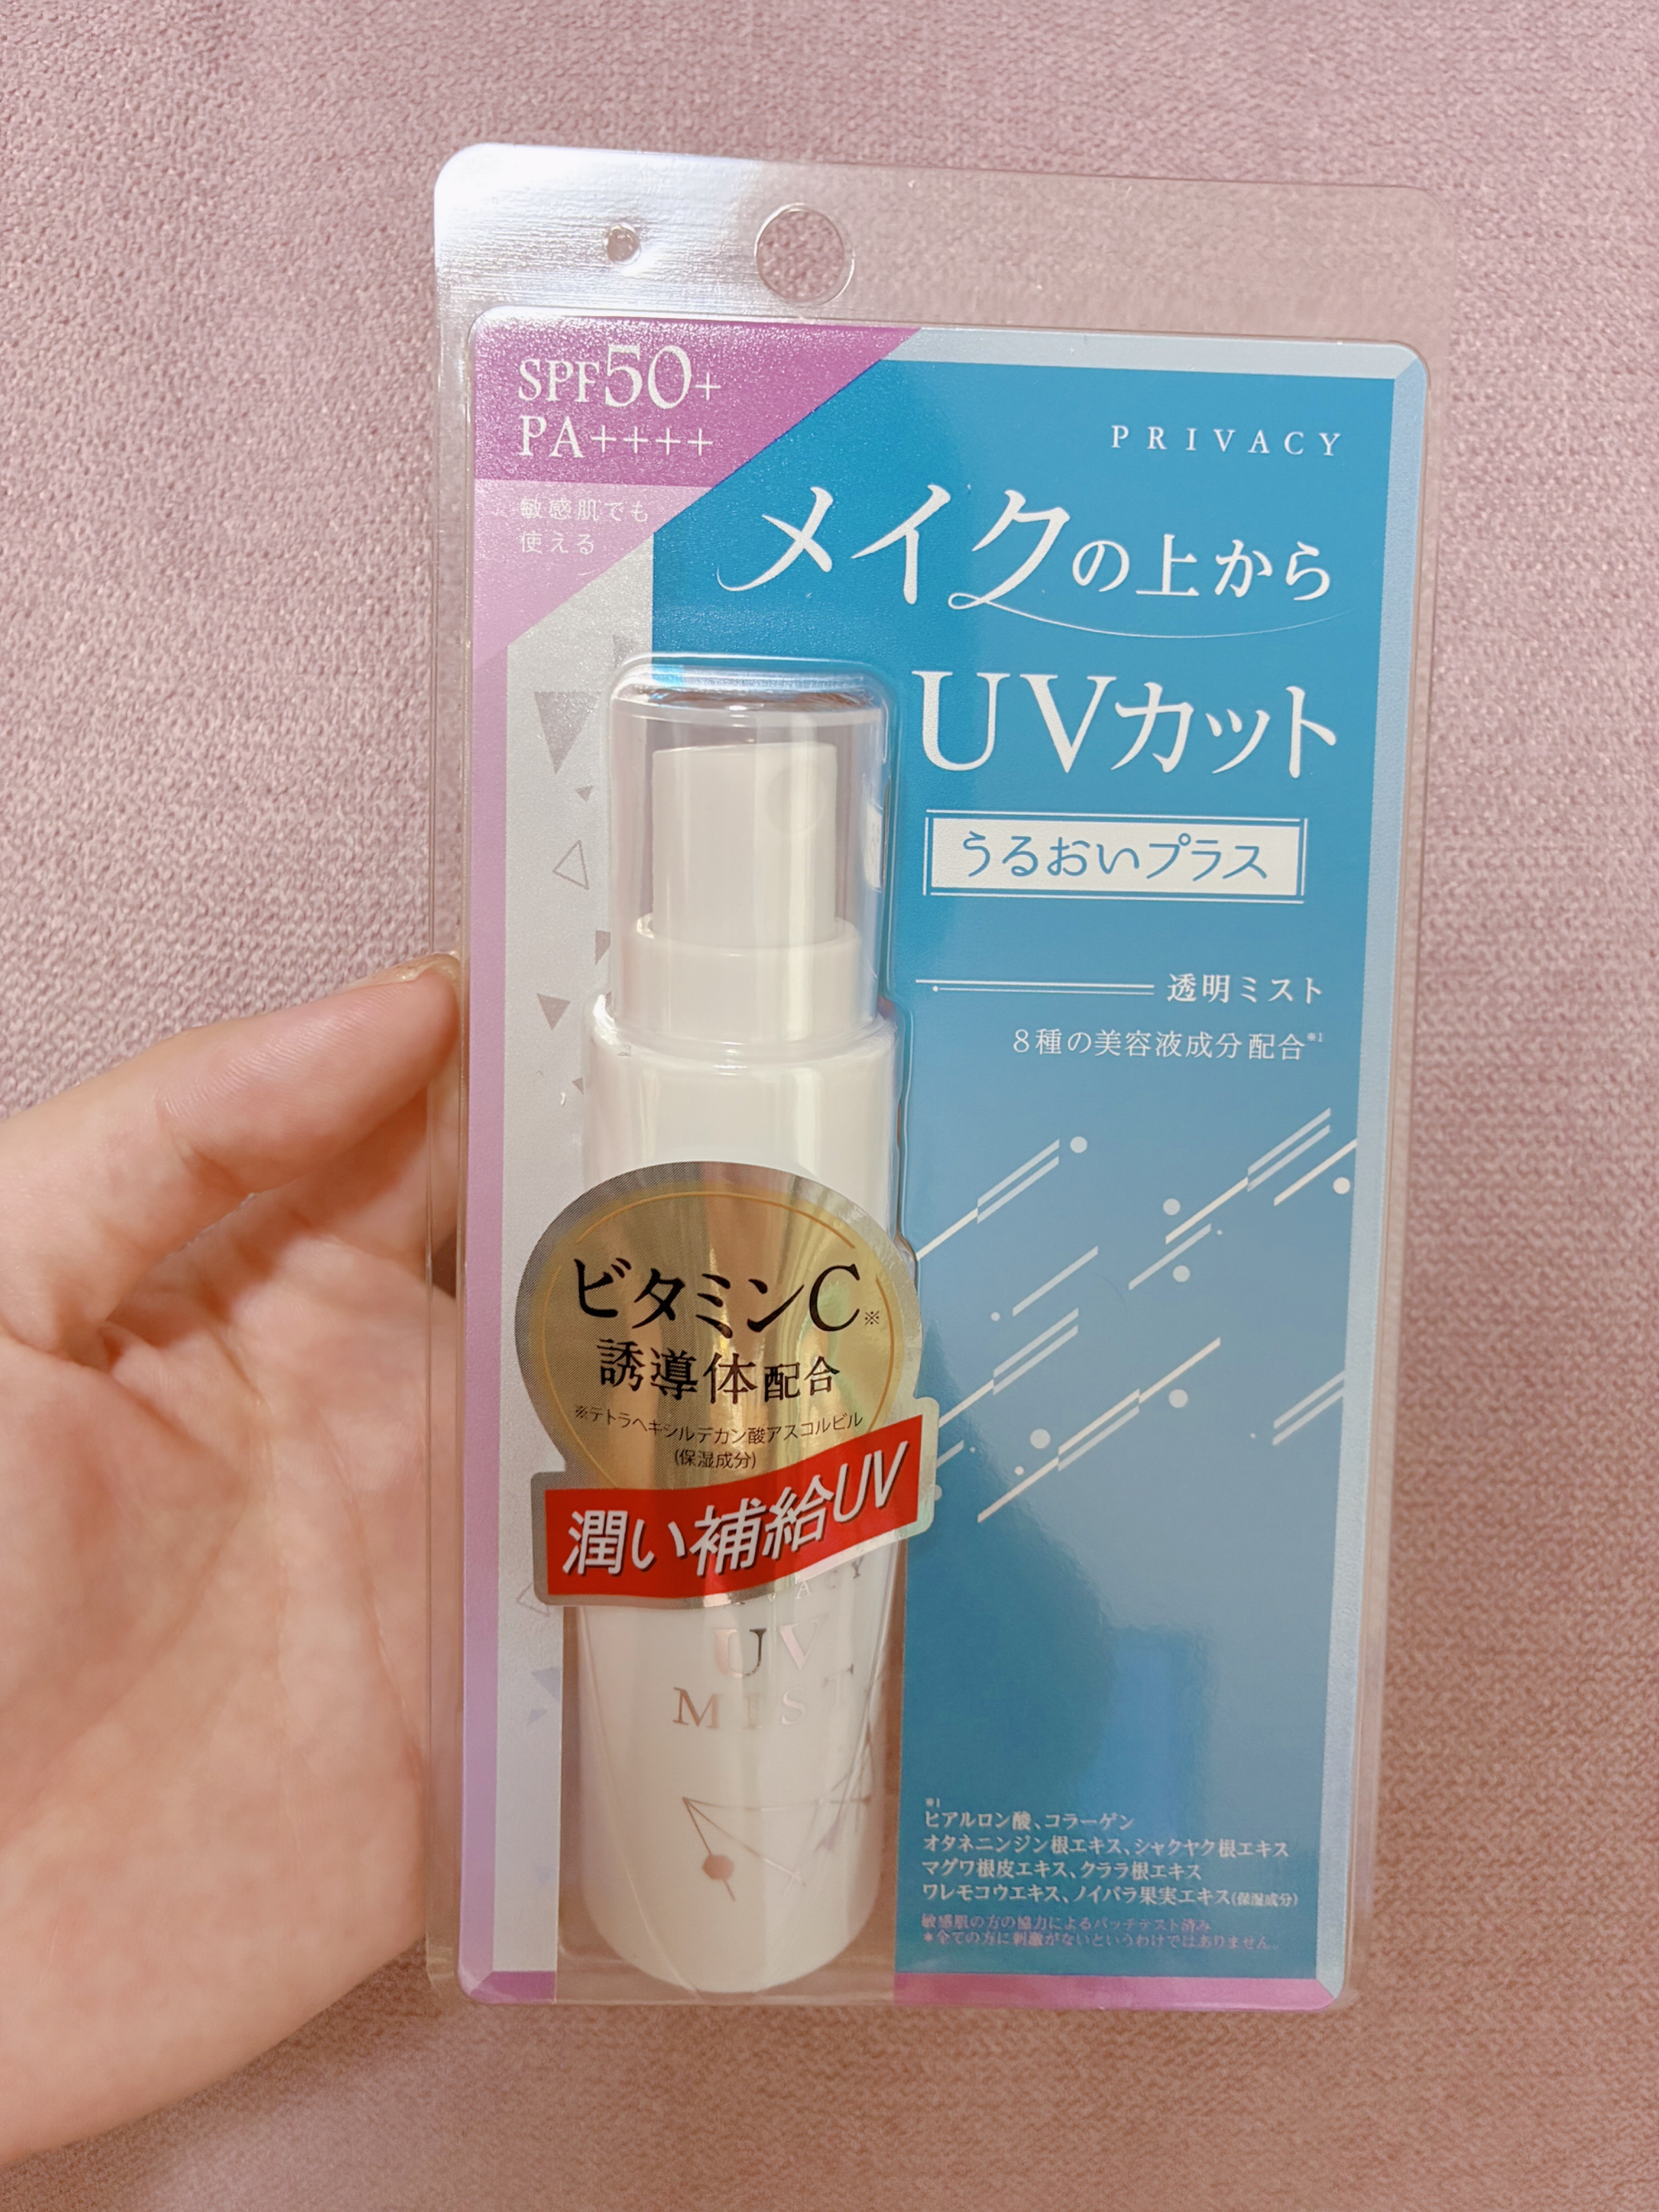 SPF50+
PA++++
敏感肌でも
使える
PRIVACY
メイクの上から
UVカット
うるおいプラス
透明ミスト
8種の美容液成分配合※1
ビタミンC※
誘導体配合
※テトラヘキシルデカン酸アスコルビル
(保湿成分)
潤い補給UV
UV
MIST
※1
ヒアルロン酸、コラーゲン
オタネニンジン根エキス、シャクヤク根エキス
マグワ根皮エキス、クララ根エキス
ワレモコウエキス、ノイバラ果実エキス(保湿成分)
敏感肌の方の協力によるパッチテスト済み
＊全ての方に刺激がないというわけではありません。